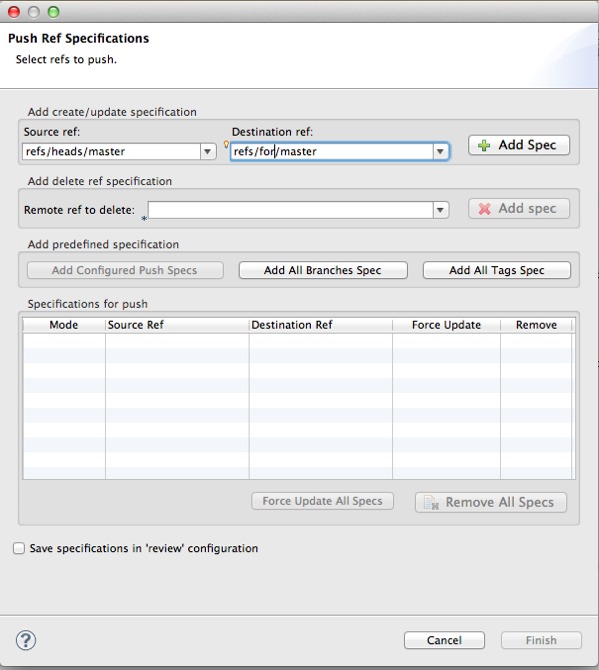 Push Ref Specifications
Select refs to push.
Add create/update specification
Source ref:
Destination ref:
refs/heads/master
refs/for/master
Add Spec
Add delete ref specification
Remote ref to delete:
*
Add spec
Add predefined specification
Add Configured Push Specs
Add All Branches Spec
Add All Tags Spec
Specifications for push
Mode
Source Ref
Destination Ref
Force Update
Remove
Force Update All Specs
Remove All Specs
Save specifications in 'review' configuration
?
Cancel
Finish